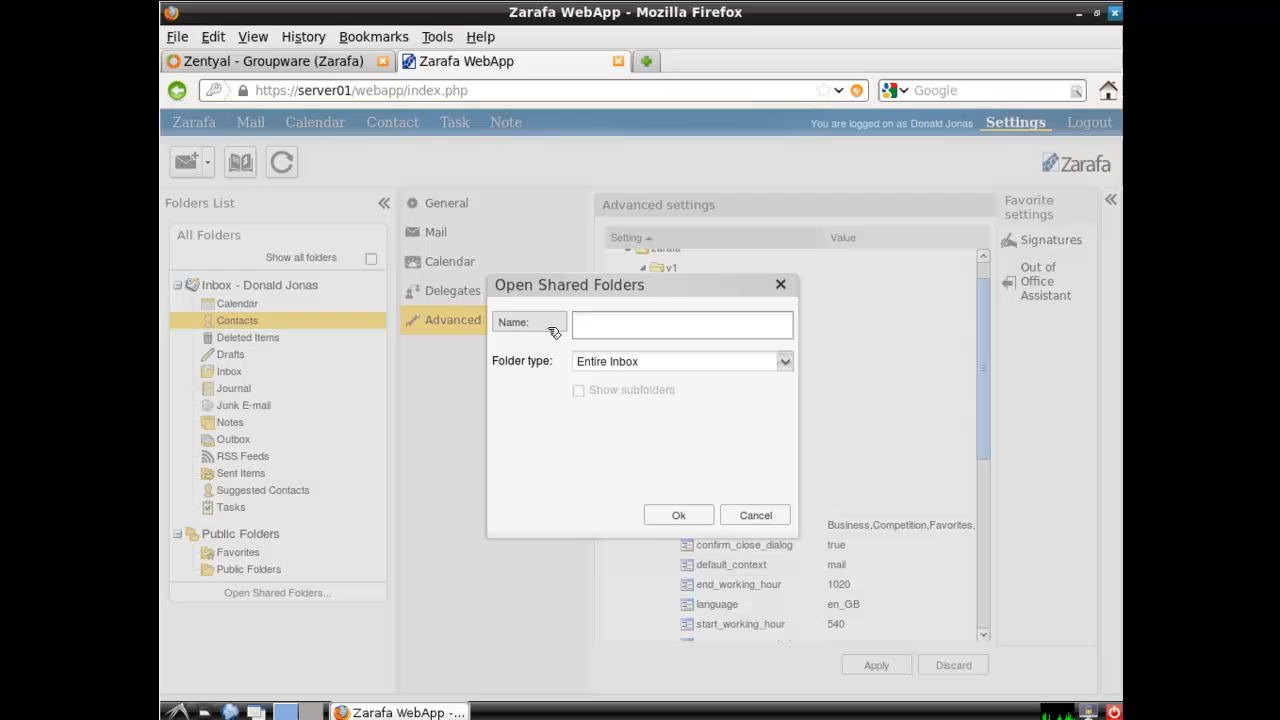 Zarafa WebApp - Mozilla Firefox
File Edit View History Bookmarks Tools Help
Zentyal - Groupware (Zarafa) Zarafa WebApp
https://server01/webapp/index.php Google
Zarafa Mail Calendar Contact Task Note You are logged on as Donald Jonas Settings Logout
Zarafa
Folders List
All Folders
Show all folders
Inbox - Donald Jonas
Calendar
Contacts
Deleted Items
Drafts
Inbox
Journal
Junk E-mail
Notes
Outbox
RSS Feeds
Sent Items
Suggested Contacts
Tasks
Public Folders
Favorites
Public Folders
Open Shared Folders...
General
Mail
Calendar
Delegates
Advanced
Advanced settings
Setting Value
zarafa
v1
Open Shared Folders
Name:
Folder type: Entire Inbox
Show subfolders
Ok Cancel
Business,Competition,Favorites,
confirm_close_dialog true
default_context mail
end_working_hour 1020
language en_GB
start_working_hour 540
Apply Discard
Favorite
settings
Signatures
Out of
Office
Assistant
Zarafa WebApp -...